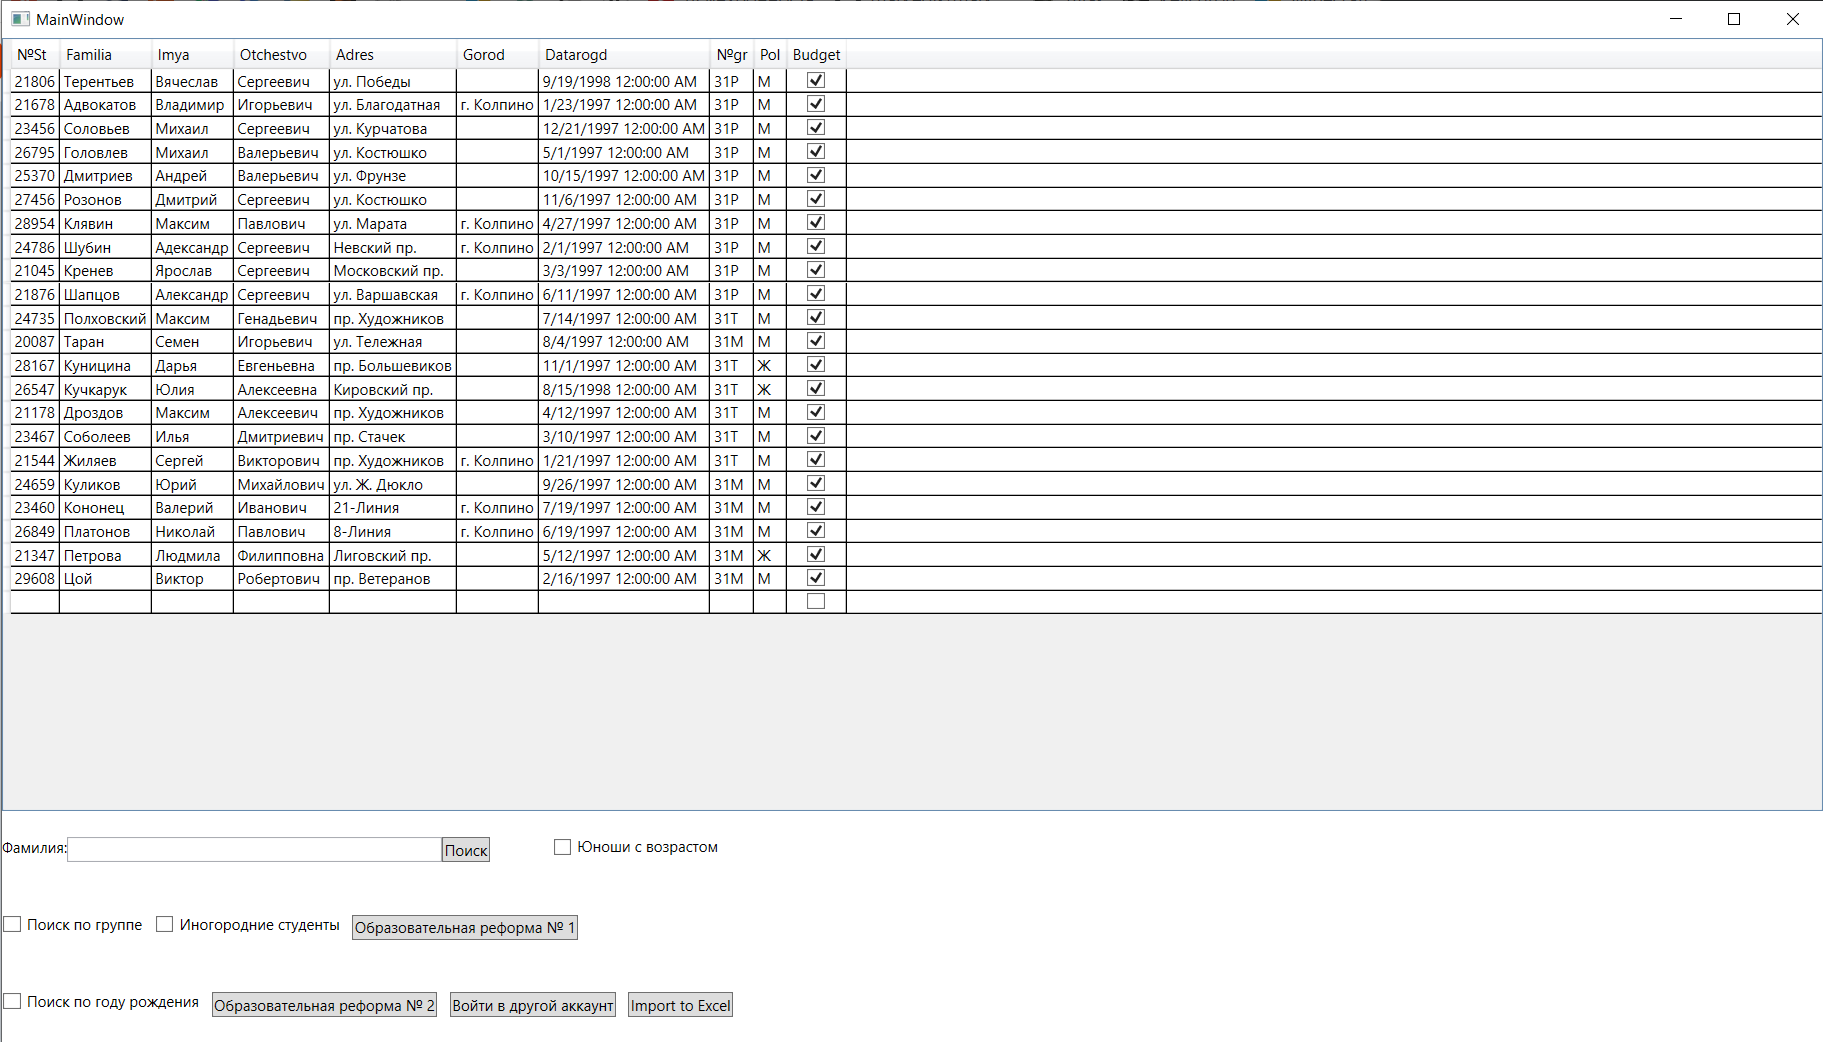 MainWindow
№St Familia Imya Otchestvo Adres Gorod Datarogd №gr Pol Budget
21806 Терентьев Вячеслав Сергеевич ул. Победы 9/19/1998 12:00:00 AM 31Р М
21678 Адвокатов Владимир Игорьевич ул. Благодатная г. Колпино 1/23/1997 12:00:00 AM 31Р М
23456 Соловьев Михаил Сергеевич ул. Курчатова 12/21/1997 12:00:00 AM 31Р М
26795 Головлев Михаил Валерьевич ул. Костюшко 5/1/1997 12:00:00 AM 31Р М
25370 Дмитриев Андрей Валерьевич ул. Фрунзе 10/15/1997 12:00:00 AM 31Р М
27456 Розонов Дмитрий Сергеевич ул. Костюшко 11/6/1997 12:00:00 AM 31Р М
28954 Клявин Максим Павлович ул. Марата г. Колпино 4/27/1997 12:00:00 AM 31Р М
24786 Шубин Адександр Сергеевич Невский пр. г. Колпино 2/1/1997 12:00:00 AM 31Р М
21045 Кренев Ярослав Сергеевич Московский пр. 3/3/1997 12:00:00 AM 31Р М
21876 Шапцов Александр Сергеевич ул. Варшавская г. Колпино 6/11/1997 12:00:00 AM 31Р М
24735 Полховский Максим Генадьевич пр. Художников 7/14/1997 12:00:00 AM 31Т М
20087 Таран Семен Игорьевич ул. Тележная 8/4/1997 12:00:00 AM 31М М
28167 Куницина Дарья Евгеньевна пр. Большевиков 11/1/1997 12:00:00 AM 31Т Ж
26547 Кучкарук Юлия Алексеевна Кировский пр. 8/15/1998 12:00:00 AM 31Т Ж
21178 Дроздов Максим Алексеевич пр. Художников 4/12/1997 12:00:00 AM 31Т М
23467 Соболеев Илья Дмитриевич пр. Стачек 3/10/1997 12:00:00 AM 31Т М
21544 Жиляев Сергей Викторович пр. Художников г. Колпино 1/21/1997 12:00:00 AM 31Т М
24659 Куликов Юрий Михайлович ул. Ж. Дюкло 9/26/1997 12:00:00 AM 31М М
23460 Кононец Валерий Иванович 21-Линия г. Колпино 7/19/1997 12:00:00 AM 31М М
26849 Платонов Николай Павлович 8-Линия г. Колпино 6/19/1997 12:00:00 AM 31М М
21347 Петрова Людмила Филипповна Лиговский пр. 5/12/1997 12:00:00 AM 31М Ж
29608 Цой Виктор Робертович пр. Ветеранов 2/16/1997 12:00:00 AM 31М М
Фамилия: Поиск Юноши с возрастом
Поиск по группе Иногородние студенты Образовательная реформа № 1
Поиск по году рождения Образовательная реформа № 2 Войти в другой аккаунт Import to Excel